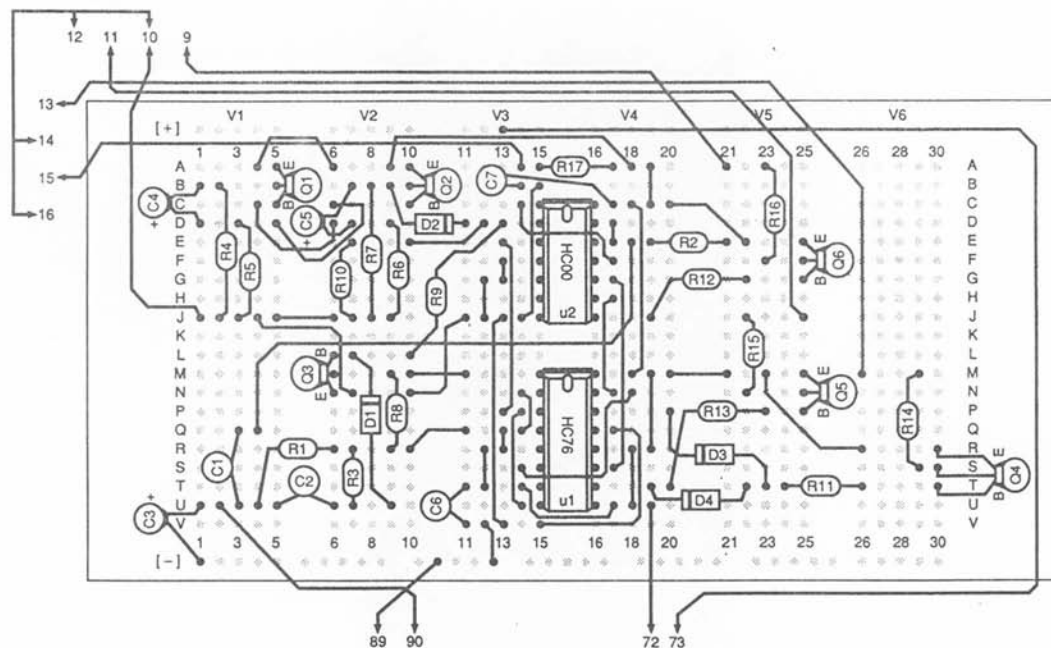 12 11 10 9
13
V1 V2 V3 V4 V5 V6
[+]
14
1 3 5 6 8 10 11 13 15 16 18 20 21 23 25 26 28 30
15
16
A A
B B
C C
D D
E E
F F
G G
H H
J J
K K
L L
M M
N N
P P
Q Q
R R
S S
T T
U U
V V
E Q1 B
E Q2 B
C7
R17
C4 +
C5 +
D2
R4
R5
R10
R7
R6
R9
HC00
u2
R2
R12
R16
E Q6 B
R15
B Q3 E
D1
R8
HC76
u1
R13
E Q5 B
R14
C1
R1
C2
R3
C6
D3
D4
R11
E Q4 B
C3 +
1 3 5 6 8 10 11 13 15 16 18 20 21 23 25 26 28 30
[-]
89 90 72 73